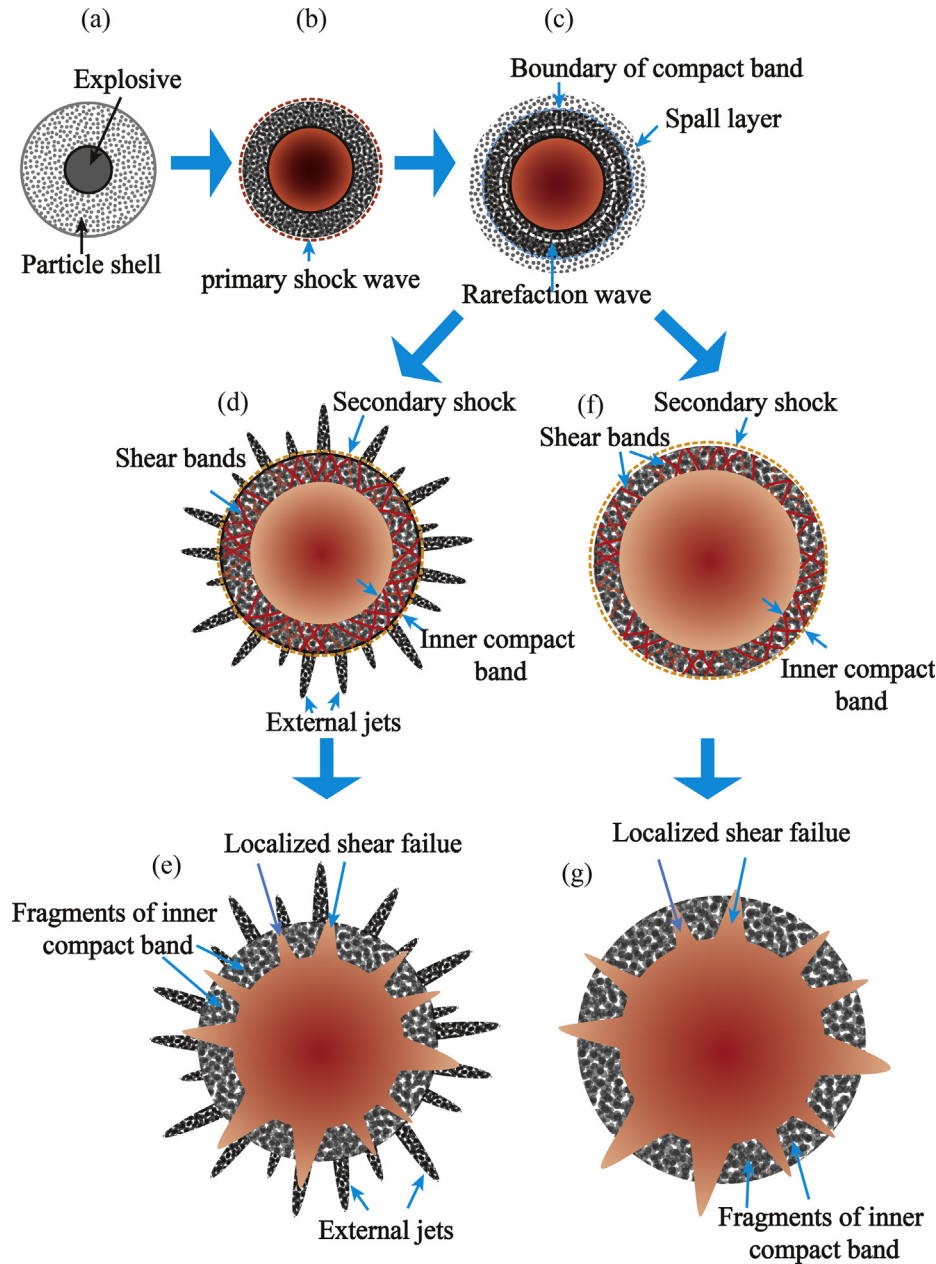 (a)
(b)
(c)
Explosive
Particle shell
primary shock wave
Boundary of compact band
Spall layer
Rarefaction wave
(d)
Secondary shock
Shear bands
Inner compact
band
External jets
(f)
Secondary shock
Shear bands
Inner compact
band
(e)
Localized shear failue
Fragments of inner
compact band
External jets
Localized shear failue
(g)
Fragments of inner
compact band